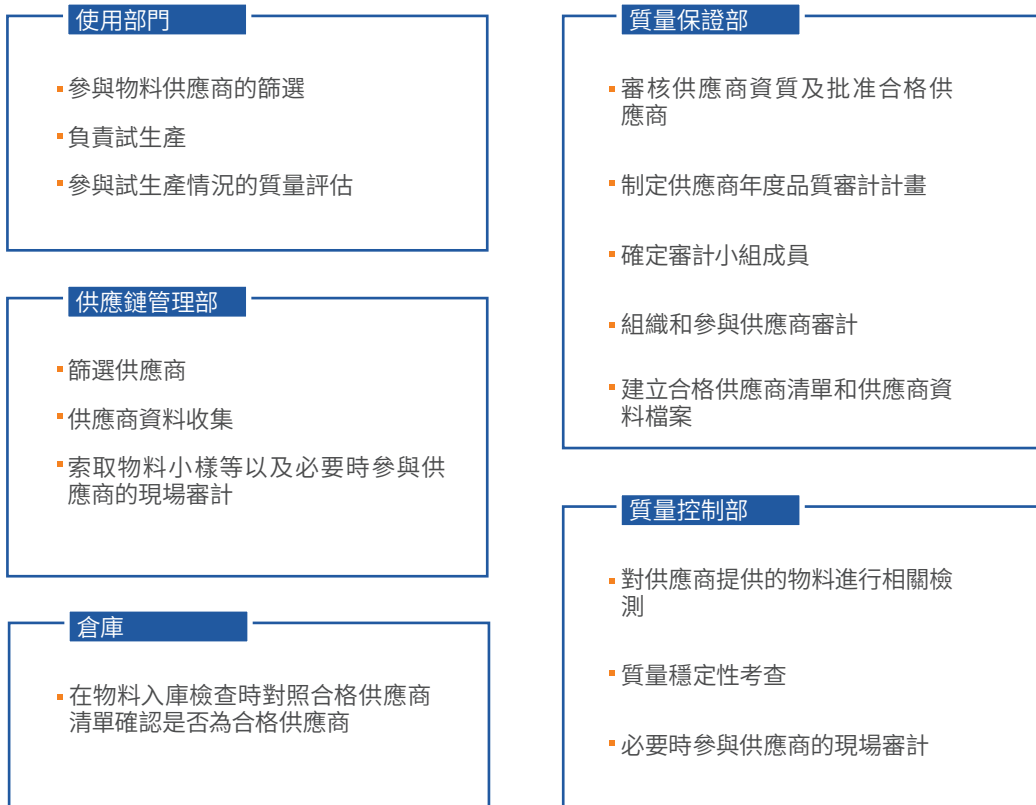 使用部門
參與物料供應商的篩選
負責試生產
參與試生產情況的質量評估
供應鏈管理部
篩選供應商
供應商資料收集
索取物料小樣等以及必要時參與供
應商的現場審計
倉庫
在物料入庫檢查時對照合格供應商
清單確認是否為合格供應商
質量保證部
審核供應商資質及批准合格供
應商
制定供應商年度品質審計計畫
確定審計小組成員
組織和參與供應商審計
建立合格供應商清單和供應商資
料檔案
質量控制部
對供應商提供的物料進行相關檢
測
質量穩定性考查
必要時參與供應商的現場審計